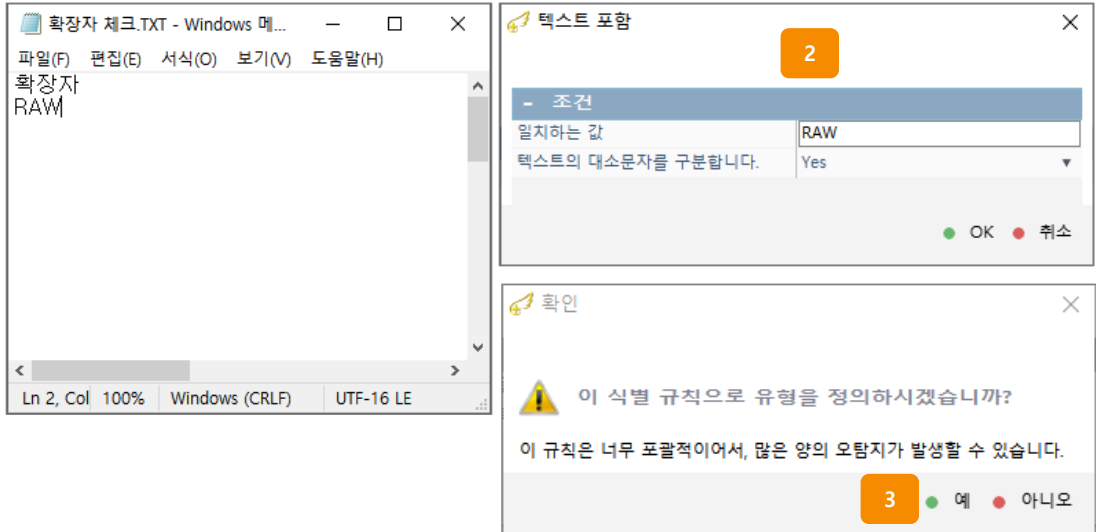 확장자 체크.TXT - Windows 메...
파일(F) 편집(E) 서식(O) 보기(V) 도움말(H)
확장자
RAW
Ln 2, Col 100% Windows (CRLF) UTF-16 LE
텍스트 포함
2
- 조건
일치하는 값 RAW
텍스트의 대소문자를 구분합니다. Yes
OK 취소
확인
이 식별 규칙으로 유형을 정의하시겠습니까?
이 규칙은 너무 포괄적이어서, 많은 양의 오탐지가 발생할 수 있습니다.
3 예 아니오